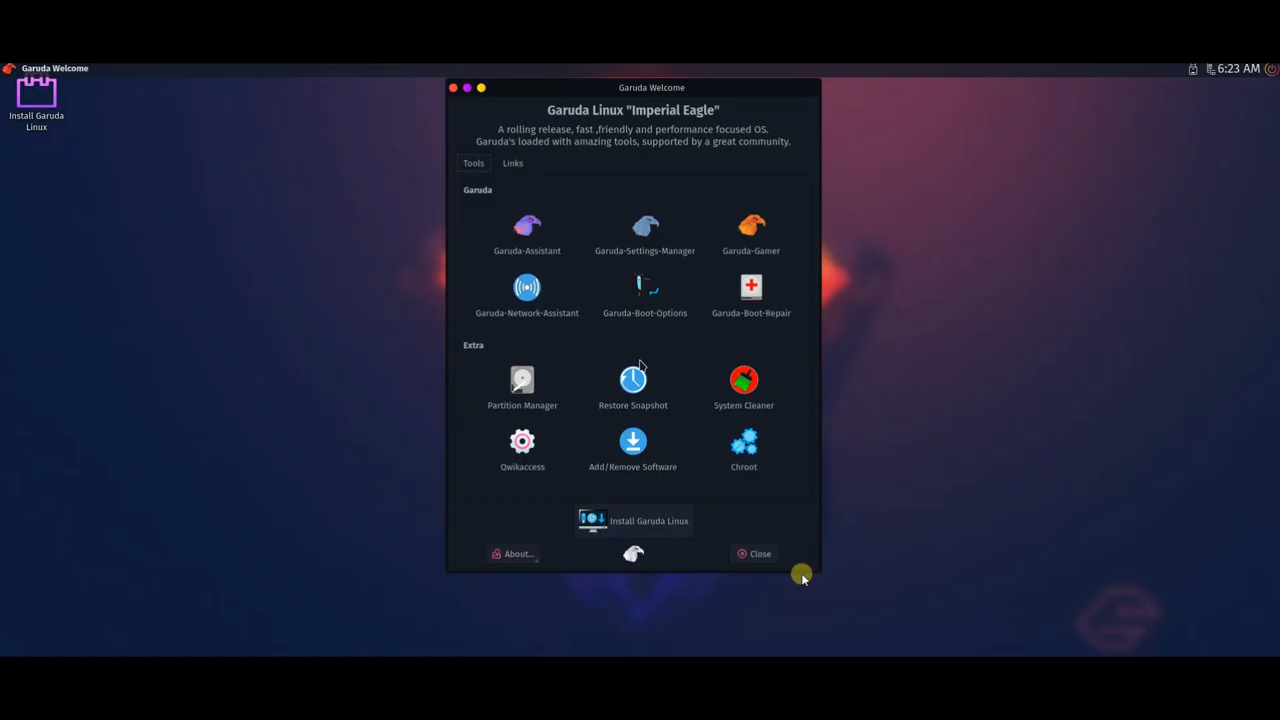 Garuda Welcome
6:23 AM
Install Garuda
Linux
Garuda Welcome
Garuda Linux "Imperial Eagle"
A rolling release, fast ,friendly and performance focused OS.
Garuda's loaded with amazing tools, supported by a great community.
Tools Links
Garuda
Garuda-Assistant Garuda-Settings-Manager Garuda-Gamer
Garuda-Network-Assistant Garuda-Boot-Options Garuda-Boot-Repair
Extra
Partition Manager Restore Snapshot System Cleaner
Qwikaccess Add/Remove Software Chroot
Install Garuda Linux
About... Close